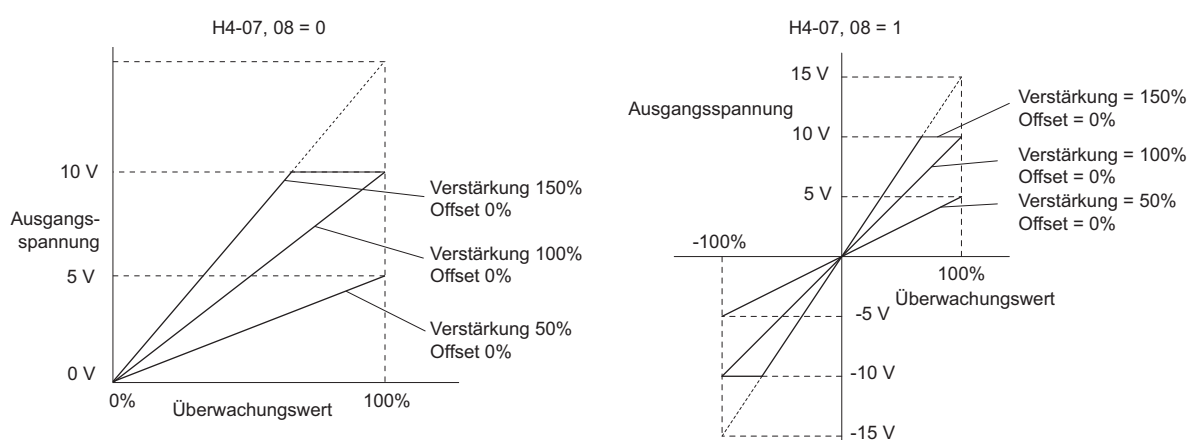 H4-07, 08 = 0
10 V
Ausgangs-
spannung
5 V
0 V
0%
Überwachungswert
100%
Verstärkung 150%
Offset 0%
Verstärkung 100%
Offset 0%
Verstärkung 50%
Offset 0%
H4-07, 08 = 1
15 V
Ausgangsspannung
10 V
5 V
-100%
100%
Überwachungswert
-5 V
-10 V
-15 V
Verstärkung = 150%
Offset = 0%
Verstärkung = 100%
Offset = 0%
Verstärkung = 50%
Offset = 0%